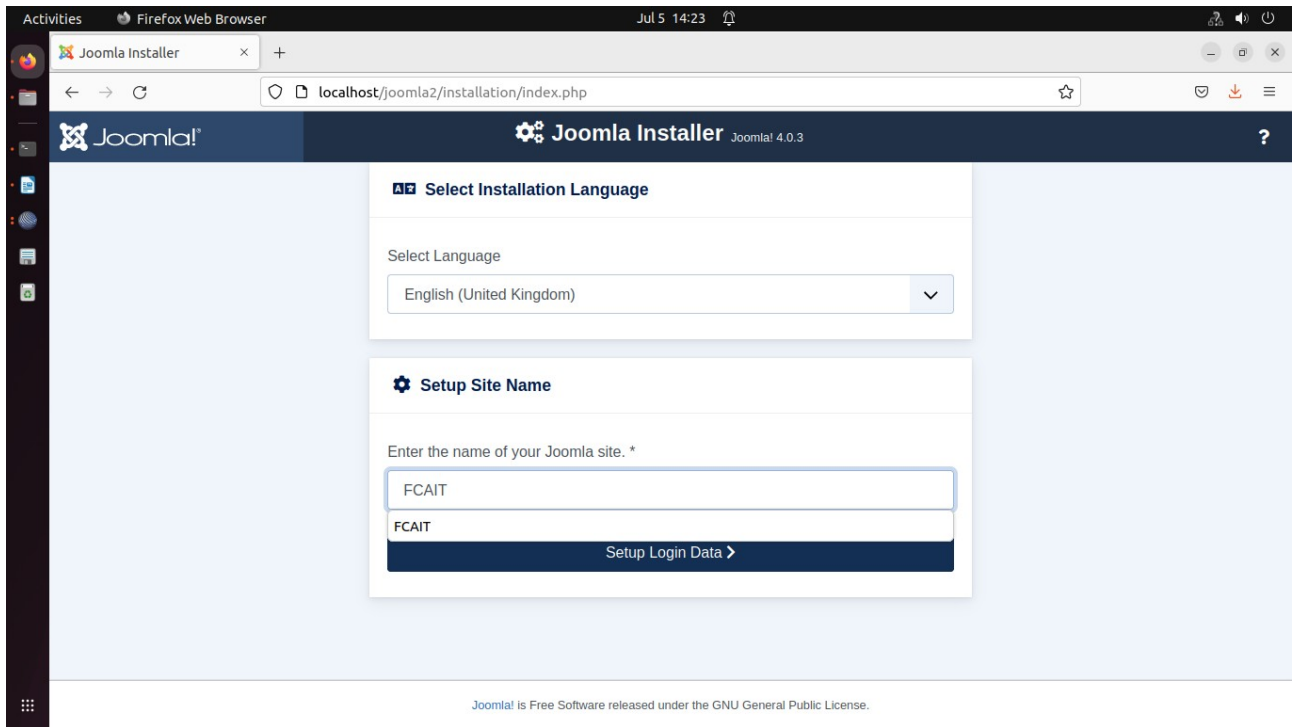 Activities Firefox Web Browser Jul 5 14:23
Joomla Installer
localhost/joomla2/installation/index.php
Joomla!® Joomla Installer Joomla! 4.0.3 ?
Select Installation Language
Select Language
English (United Kingdom)
Setup Site Name
Enter the name of your Joomla site. *
FCAIT
FCAIT
Setup Login Data
Joomla! is Free Software released under the GNU General Public License.